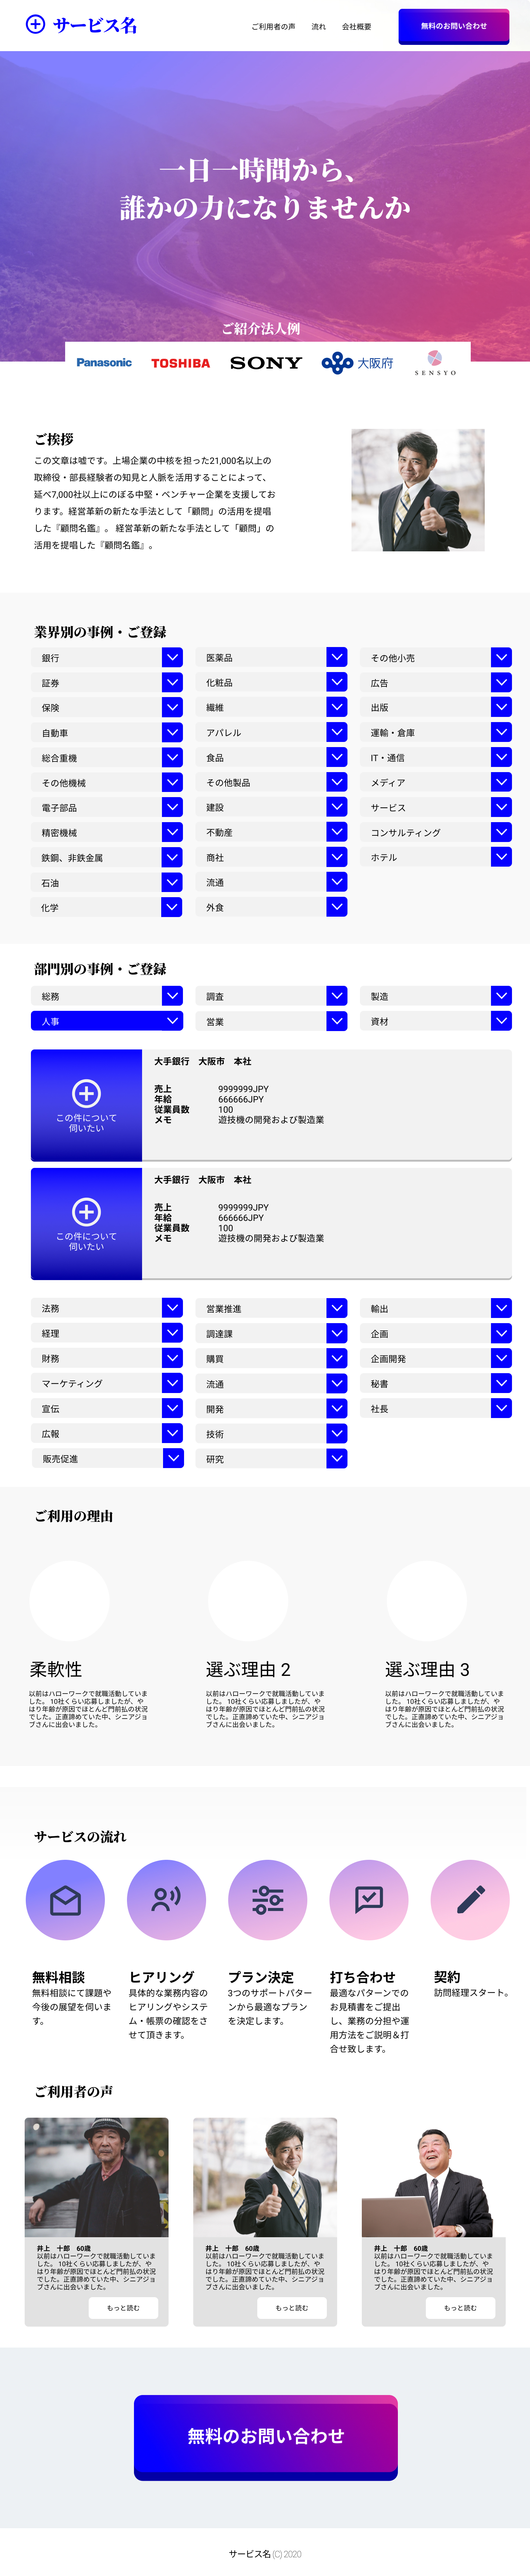 サービス名
ご利用者の声
流れ
会社概要
無料のお問い合わせ
一日一時間から、
誰かの力になりませんか
ご紹介法人例
Panasonic
TOSHIBA
SONY
大阪府
SENSYO
ご挨拶
この文章は嘘です。上場企業の中核を担った21,000名以上の
取締役・部長経験者の知見と人脈を活用することによって、
延べ7,000社以上にのぼる中堅・ベンチャー企業を支援してお
ります。経営革新の新たな手法として「顧問」の活用を提唱
した『顧問名鑑』。 経営革新の新たな手法として「顧問」の
活用を提唱した『顧問名鑑』。
業界別の事例・ご登録
銀行
証券
保険
自動車
総合重機
その他機械
電子部品
精密機械
鉄鋼、非鉄金属
石油
化学
医薬品
化粧品
繊維
アパレル
食品
その他製品
建設
不動産
商社
流通
外食
その他小売
広告
出版
運輸・倉庫
IT・通信
メディア
サービス
コンサルティング
ホテル
部門別の事例・ご登録
総務
調査
製造
人事
営業
資材
この件について
伺いたい
大手銀行　大阪市　本社
売上 9999999JPY
年給 666666JPY
従業員数 100
メモ 遊技機の開発および製造業
この件について
伺いたい
大手銀行　大阪市　本社
売上 9999999JPY
年給 666666JPY
従業員数 100
メモ 遊技機の開発および製造業
法務
経理
財務
マーケティング
宣伝
広報
販売促進
営業推進
調達課
購買
流通
開発
技術
研究
輸出
企画
企画開発
秘書
社長
ご利用の理由
柔軟性
以前はハローワークで就職活動していま
した。 10社くらい応募しましたが、や
はり年齢が原因でほとんど門前払の状況
でした。正直諦めていた中、シニアジョ
ブさんに出会いました。
選ぶ理由 2
以前はハローワークで就職活動していま
した。 10社くらい応募しましたが、や
はり年齢が原因でほとんど門前払の状況
でした。正直諦めていた中、シニアジョ
ブさんに出会いました。
選ぶ理由 3
以前はハローワークで就職活動していま
した。 10社くらい応募しましたが、や
はり年齢が原因でほとんど門前払の状況
でした。正直諦めていた中、シニアジョ
ブさんに出会いました。
サービスの流れ
無料相談
無料相談にて課題や
今後の展望を伺いま
す。
ヒアリング
具体的な業務内容の
ヒアリングやシステ
ム・帳票の確認をさ
せて頂きます。
プラン決定
3つのサポートパター
ンから最適なプラン
を決定します。
打ち合わせ
最適なパターンでの
お見積書をご提出
し、業務の分担や運
用方法をご説明＆打
合せ致します。
契約
訪問経理スタート。
ご利用者の声
井上　十郎　60歳
以前はハローワークで就職活動していま
した。 10社くらい応募しましたが、や
はり年齢が原因でほとんど門前払の状況
でした。正直諦めていた中、シニアジョ
ブさんに出会いました。
もっと読む
井上　十郎　60歳
以前はハローワークで就職活動していま
した。 10社くらい応募しましたが、や
はり年齢が原因でほとんど門前払の状況
でした。正直諦めていた中、シニアジョ
ブさんに出会いました。
もっと読む
井上　十郎　60歳
以前はハローワークで就職活動していま
した。 10社くらい応募しましたが、や
はり年齢が原因でほとんど門前払の状況
でした。正直諦めていた中、シニアジョ
ブさんに出会いました。
もっと読む
無料のお問い合わせ
サービス名 (C) 2020